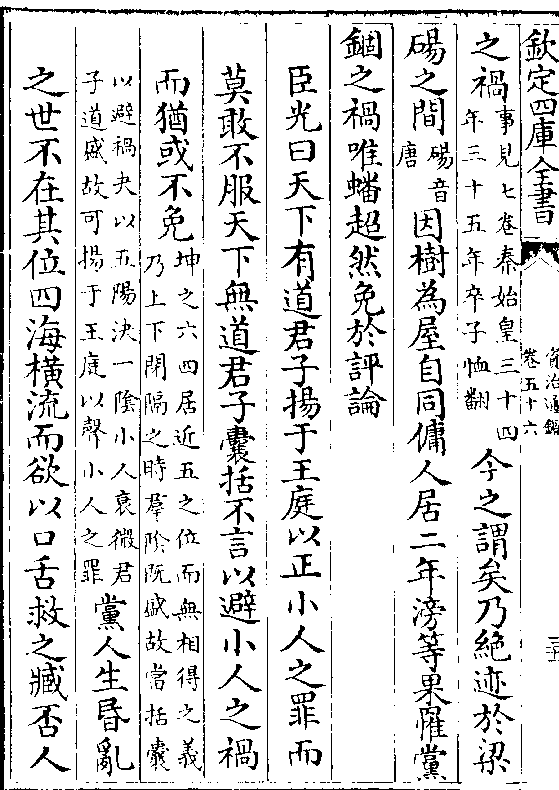 欽定四庫全書
資治通鑑
卷五十六
三十
之禍事見七卷秦始皇三十四
年三十五年卒子恤翻今之謂矣乃絕迹於梁
碭之間碭音
唐因樹為屋自同傭人居二年滂等果罹黨
錮之禍唯蟠超然免於評論
臣光曰天下有道君子揚于王庭以正小人之罪而
莫敢不服天下無道君子囊括不言以避小人之禍
而猶或不免坤之六四居近五之位而無相得之義
乃上下閉隔之時羣陰既盛故當括囊
以避禍夬以五陽決一陰小人衰微君
子道盛故可揚于王庭以聲小人之罪黨人生昏亂
之世不在其位四海橫流而欲以口舌救之臧否人